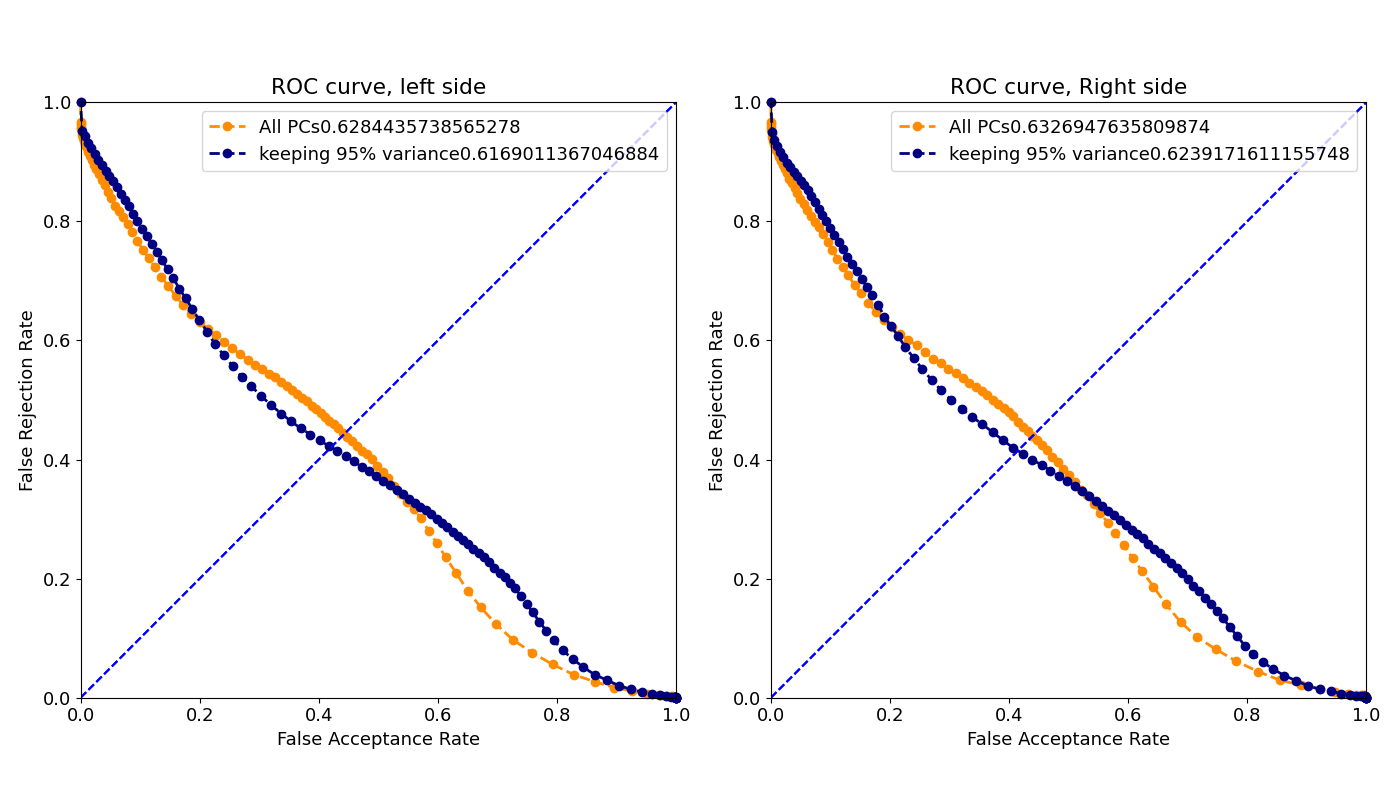 ROC curve, left side
1.0
0.8
0.6
0.4
0.2
0.0
All PCs0.6284435738565278
keeping 95% variance0.6169011367046884
False Rejection Rate
0.0 0.2 0.4 0.6 0.8 1.0
False Acceptance Rate
ROC curve, Right side
1.0
0.8
0.6
0.4
0.2
0.0
All PCs0.6326947635809874
keeping 95% variance0.6239171611155748
False Rejection Rate
0.0 0.2 0.4 0.6 0.8 1.0
False Acceptance Rate